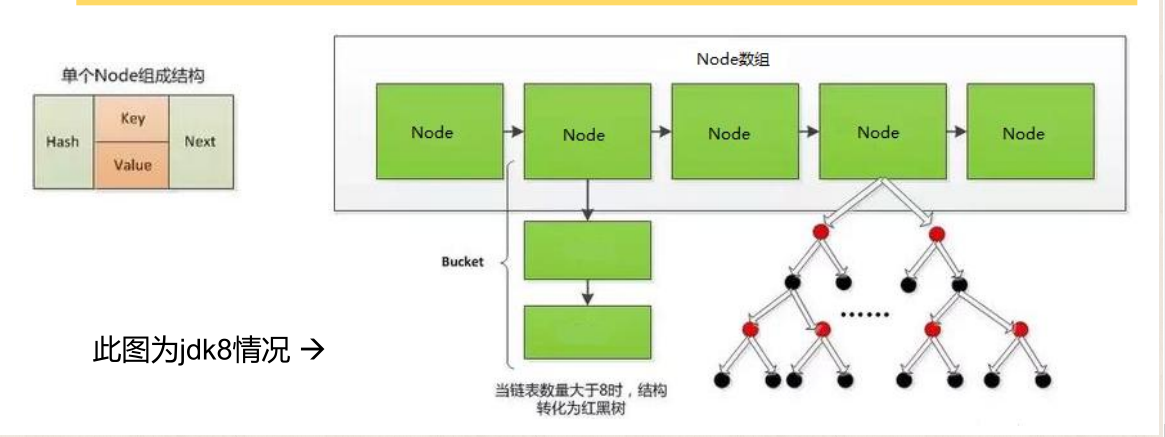 单个Node组成结构
Hash
Key
Value
Next
Node数组
Node
Node
Node
Node
Node
Bucket
......
此图为jdk8情况 →
当链表数量大于8时，结构
转化为红黑树